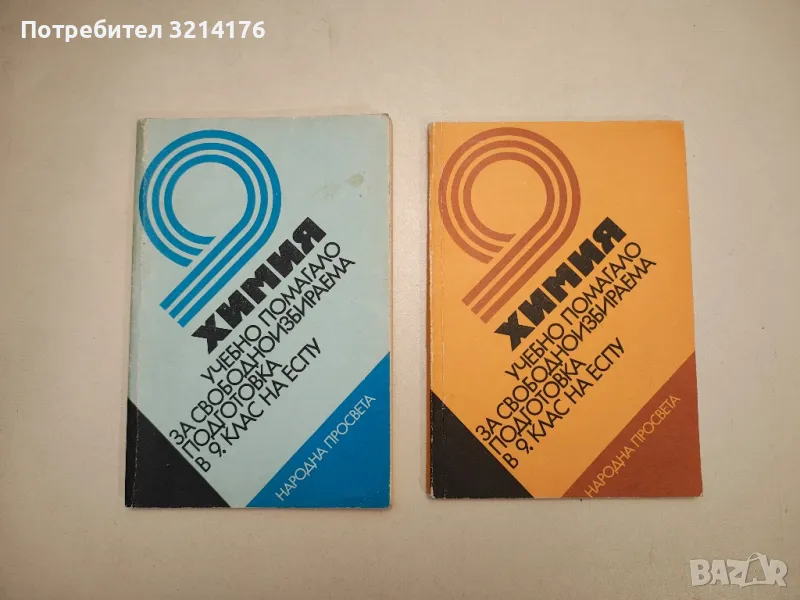 Потребител 3214176
9
ХИМИЯ
УЧЕБНО ПОМАГАЛО
ЗА СВОБОДНОИЗБИРАЕМА
ПОДГОТОВКА
В 9. КЛАС НА ЕСПУ
НАРОДНА ПРОСВЕТА
9
ХИМИЯ
УЧЕБНО ПОМАГАЛО
ЗА СВОБОДНОИЗБИРАЕМА
ПОДГОТОВКА
В 9. КЛАС НА ЕСПУ
НАРОДНА ПРОСВЕТА
BAZAR